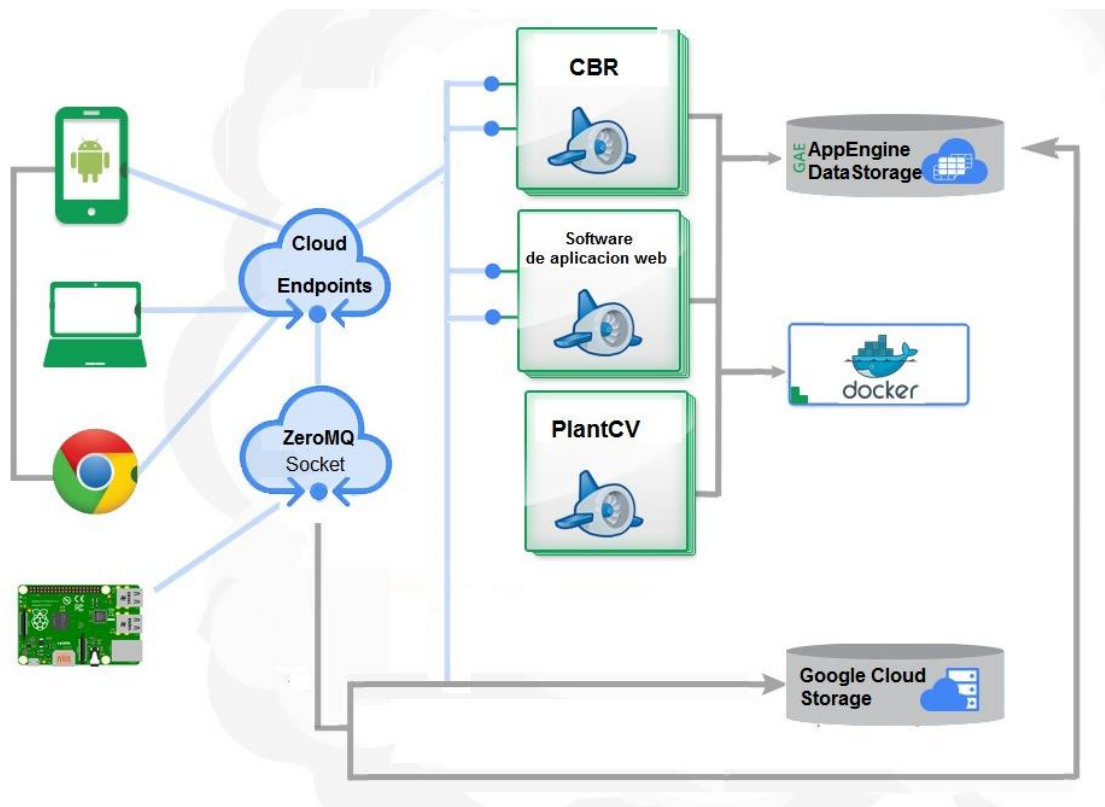 CBR
GAE
AppEngine
DataStorage
Cloud
Endpoints
Software
de aplicacion web
docker
ZeroMQ
Socket
PlantCV
Google Cloud
Storage